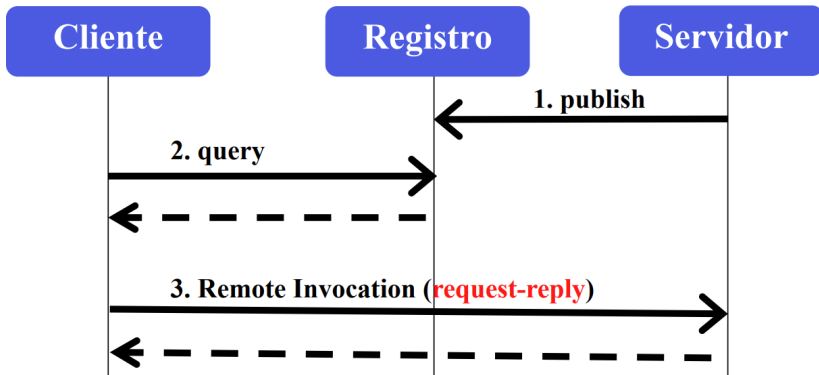 Cliente
Registro
Servidor
1. publish
2. query
3. Remote Invocation (request-reply)